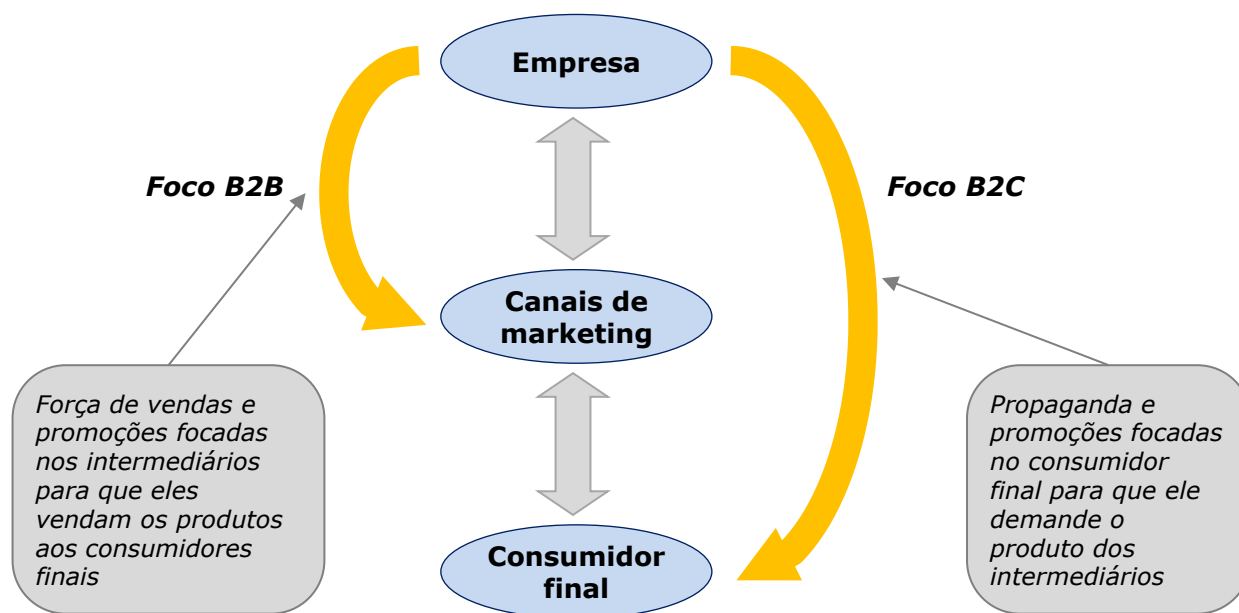 Empresa
Foco B2B
Foco B2C
Canais de
marketing
Força de vendas e
promoções focadas
nos intermediários
para que eles
vendam os produtos
aos consumidores
finais
Propaganda e
promoções focadas
no consumidor
final para que ele
demande o
produto dos
intermediários
Consumidor
final